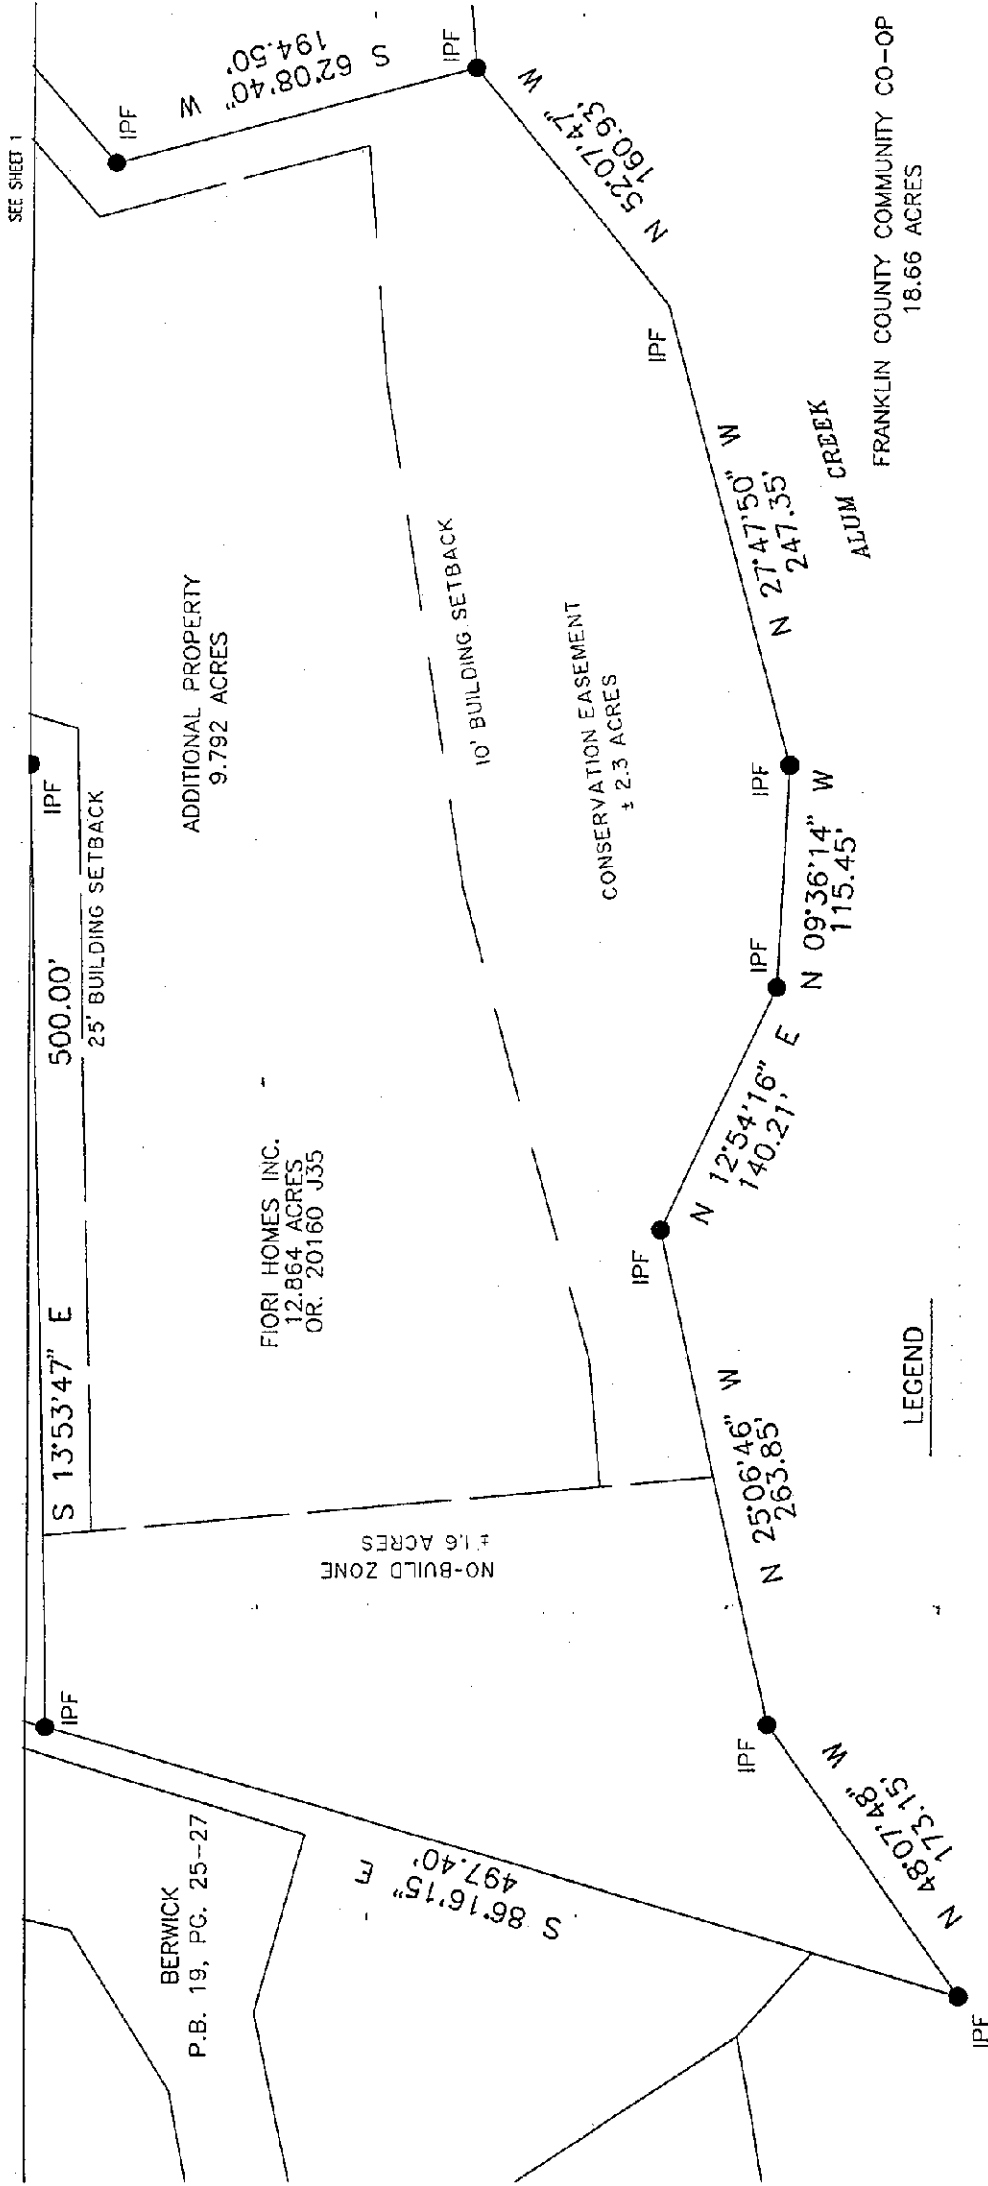 SEE SHEET 1
S 62°08'40" W
194.50'
IPF
IPF
N 52°07'47" W
160.93'
IPF
FRANKLIN COUNTY COMMUNITY CO-OP
18.66 ACRES
N 27°47'50" W
247.35'
ALUM CREEK
10' BUILDING SETBACK
CONSERVATION EASEMENT
± 2.3 ACRES
ADDITIONAL PROPERTY
9.792 ACRES
IPF
500.00'
25' BUILDING SETBACK
IPF
N 09°36'14" W
115.45'
IPF
N 12°54'16" E
140.21'
IPF
FIORI HOMES INC.
12.864 ACRES
OR. 20160 J35
S 13°53'47" E
NO-BUILD ZONE
±1.6 ACRES
N 25°06'46" W
263.85'
LEGEND
IPF
IPF
N 48°07'48" W
173.15'
IPF
S 86°16'15" E
497.40'
BERWICK
P.B. 19, PG. 25-27